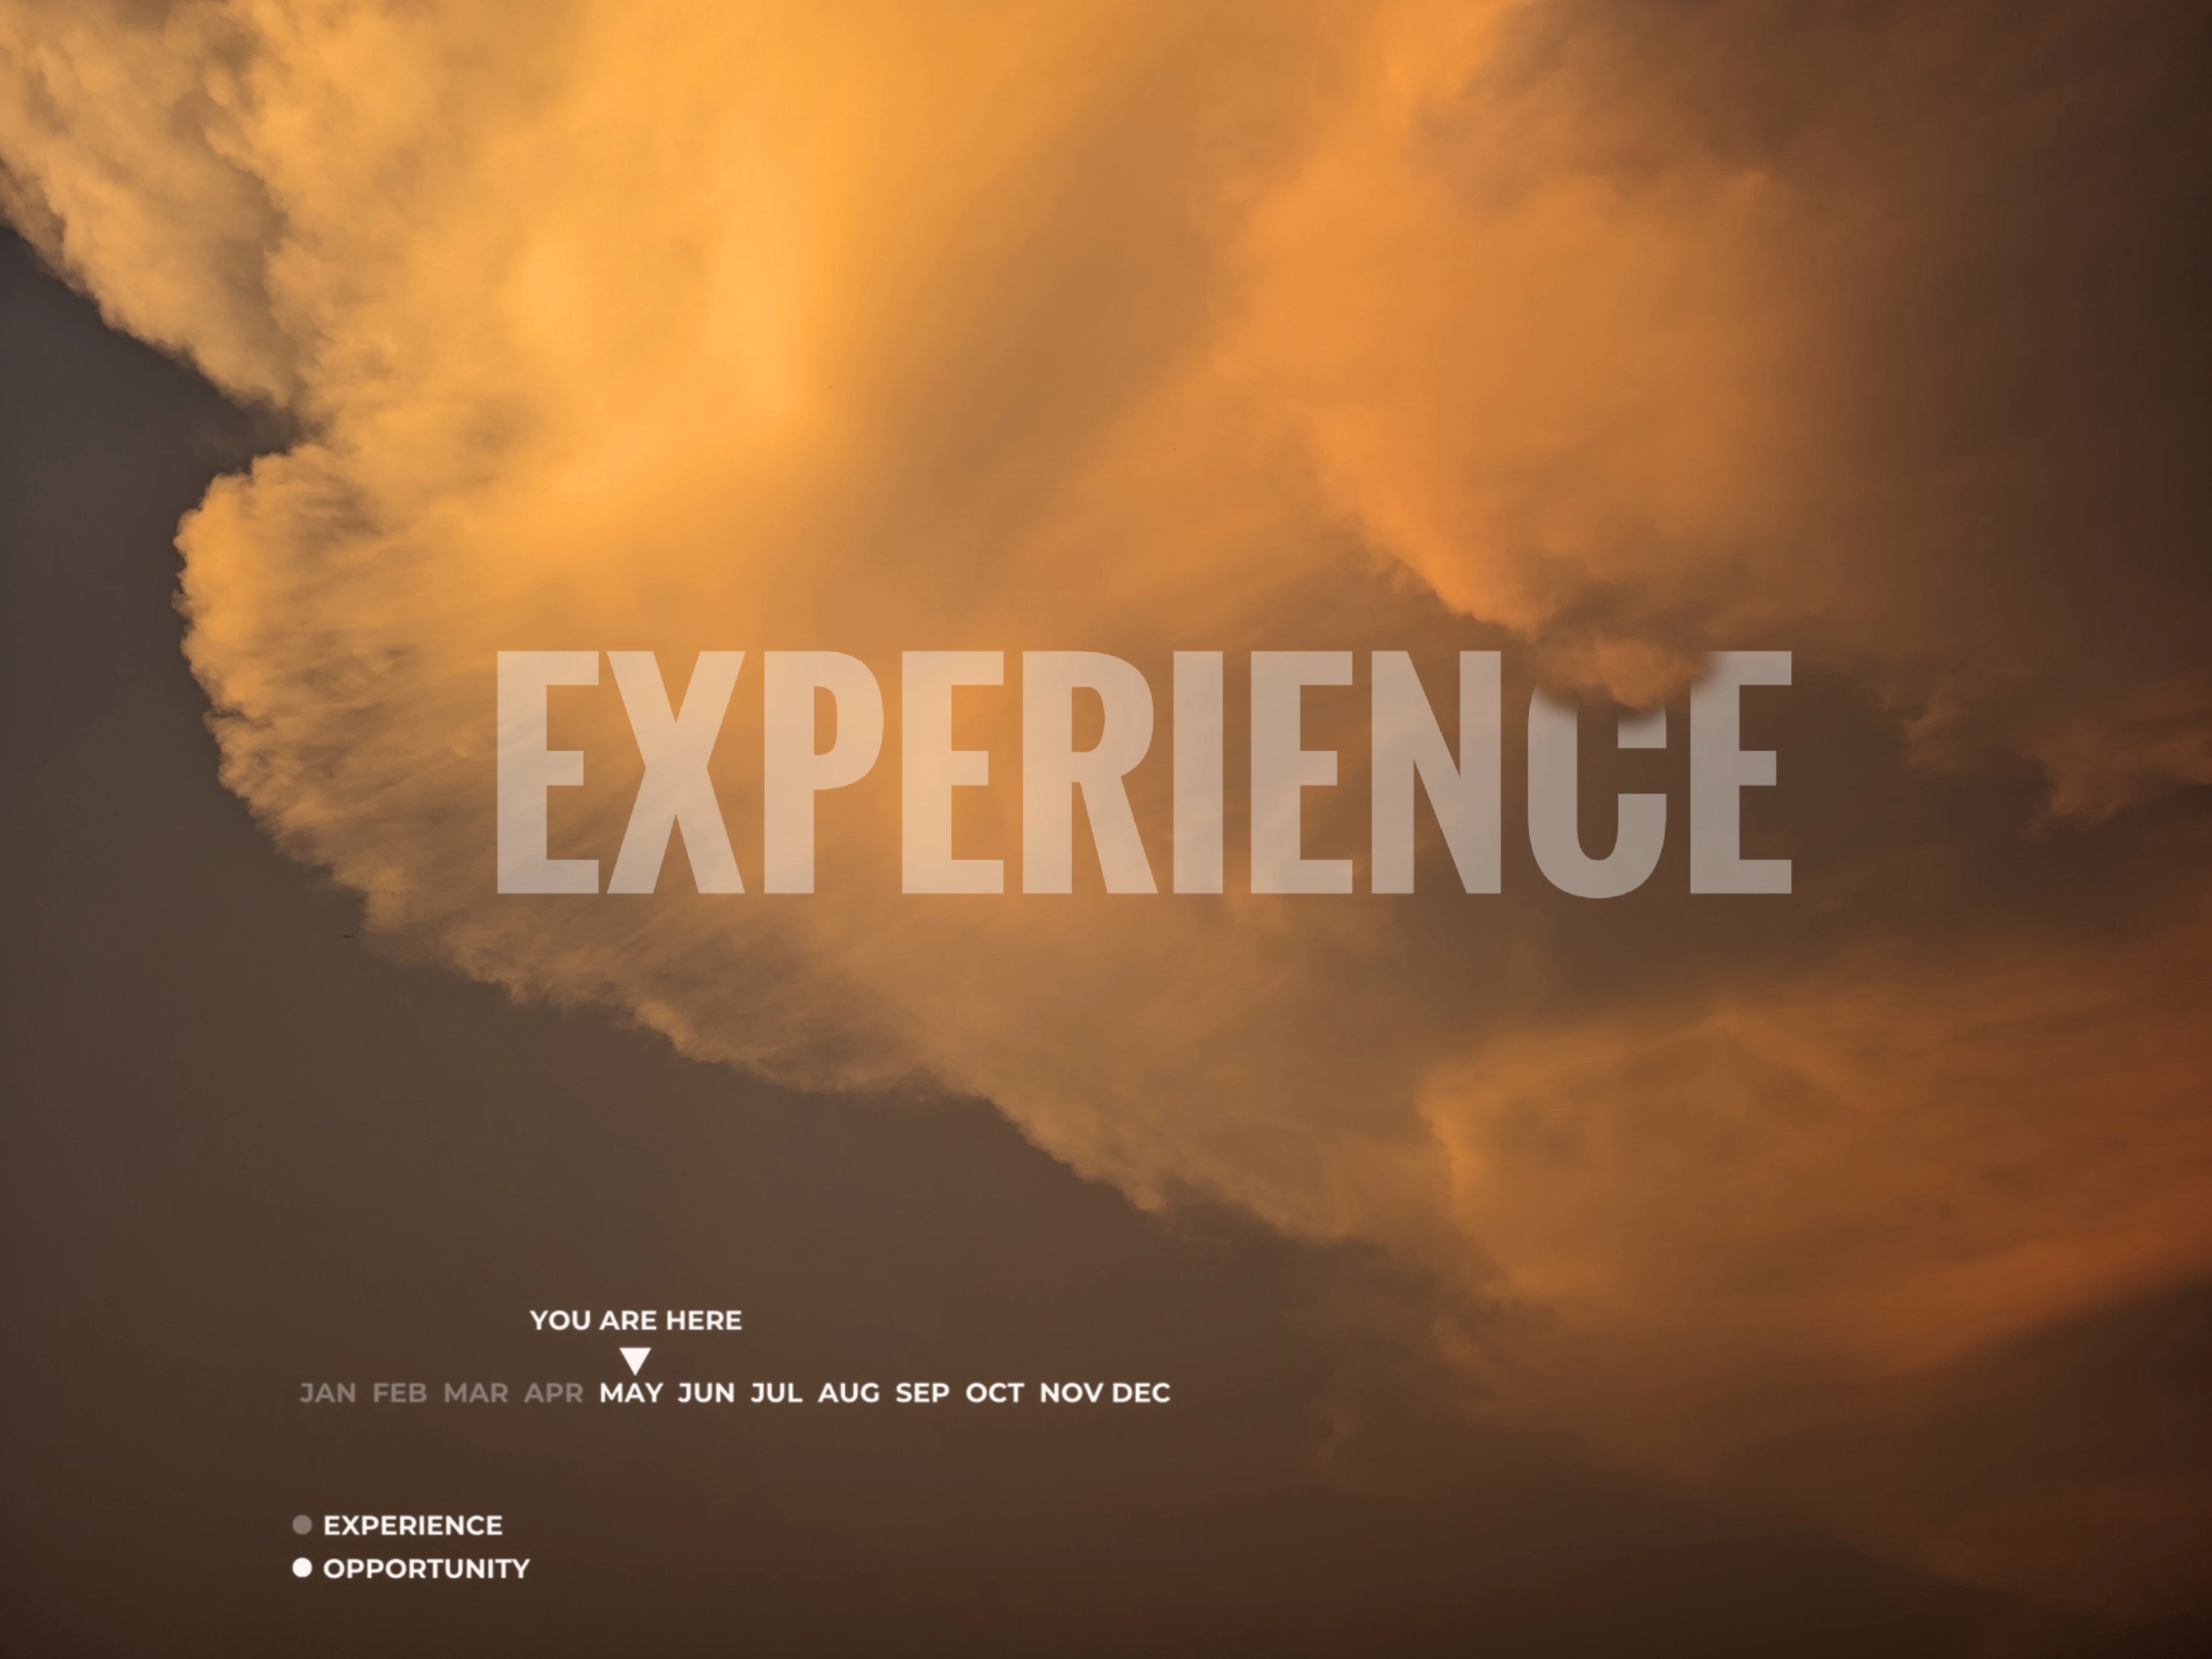 EXPERIENCE
YOU ARE HERE
JAN FEB MAR APR MAY JUN JUL AUG SEP OCT NOV DEC
EXPERIENCE
OPPORTUNITY